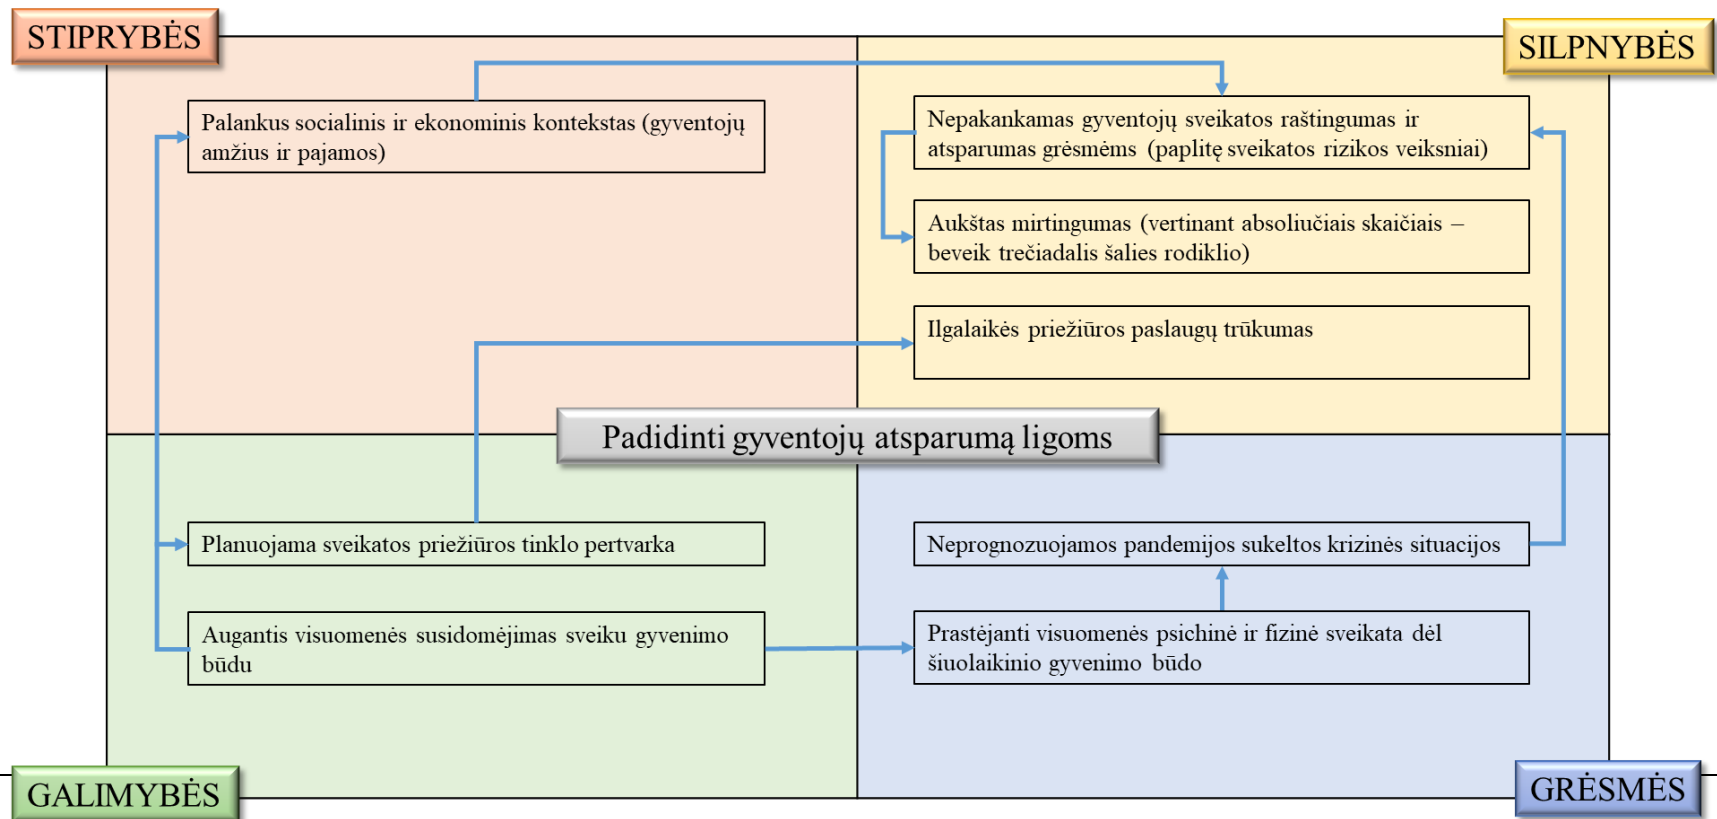 STIPRYBĖS
SILPNYBĖS
Palankus socialinis ir ekonominis kontekstas (gyventojų
amžius ir pajamos)
Nepakankamas gyventojų sveikatos raštingumas ir
atsparumas grėsmėms (paplitę sveikatos rizikos veiksniai)
Aukštas mirtingumas (vertinant absoliučiais skaičiais –
beveik trečiadalis šalies rodiklio)
Ilgalaikės priežiūros paslaugų trūkumas
Padidinti gyventojų atsparumą ligoms
Planuojama sveikatos priežiūros tinklo pertvarka
Augantis visuomenės susidomėjimas sveiku gyvenimo
būdu
Neprognozuojamos pandemijos sukeltos krizinės situacijos
Prastėjanti visuomenės psichinė ir fizinė sveikata dėl
šiuolaikinio gyvenimo būdo
GALIMYBĖS
GRĖSMĖS